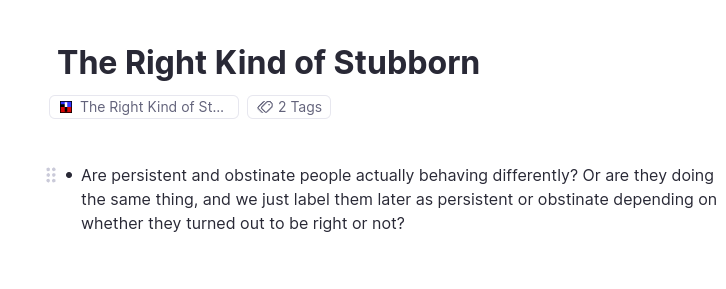 The Right Kind of Stubborn
The Right Kind of St... 2 Tags
• Are persistent and obstinate people actually behaving differently? Or are they doing
the same thing, and we just label them later as persistent or obstinate depending on
whether they turned out to be right or not?